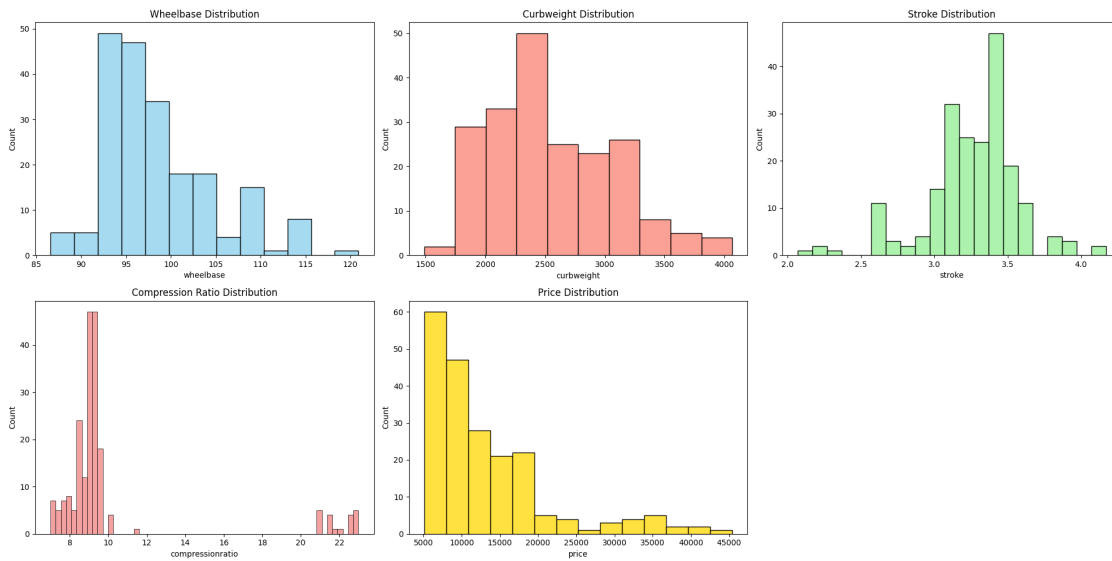 Wheelbase Distribution
50
40
30
20
10
0
Count
85 90 95 100 105 110 115 120
wheelbase
Curbweight Distribution
50
40
30
20
10
0
Count
1500 2000 2500 3000 3500 4000
curbweight
Stroke Distribution
40
30
20
10
0
Count
2.0 2.5 3.0 3.5 4.0
stroke
Compression Ratio Distribution
40
30
20
10
0
Count
8 10 12 14 16 18 20 22
compressionratio
Price Distribution
60
50
40
30
20
10
0
Count
5000 10000 15000 20000 25000 30000 35000 40000 45000
price